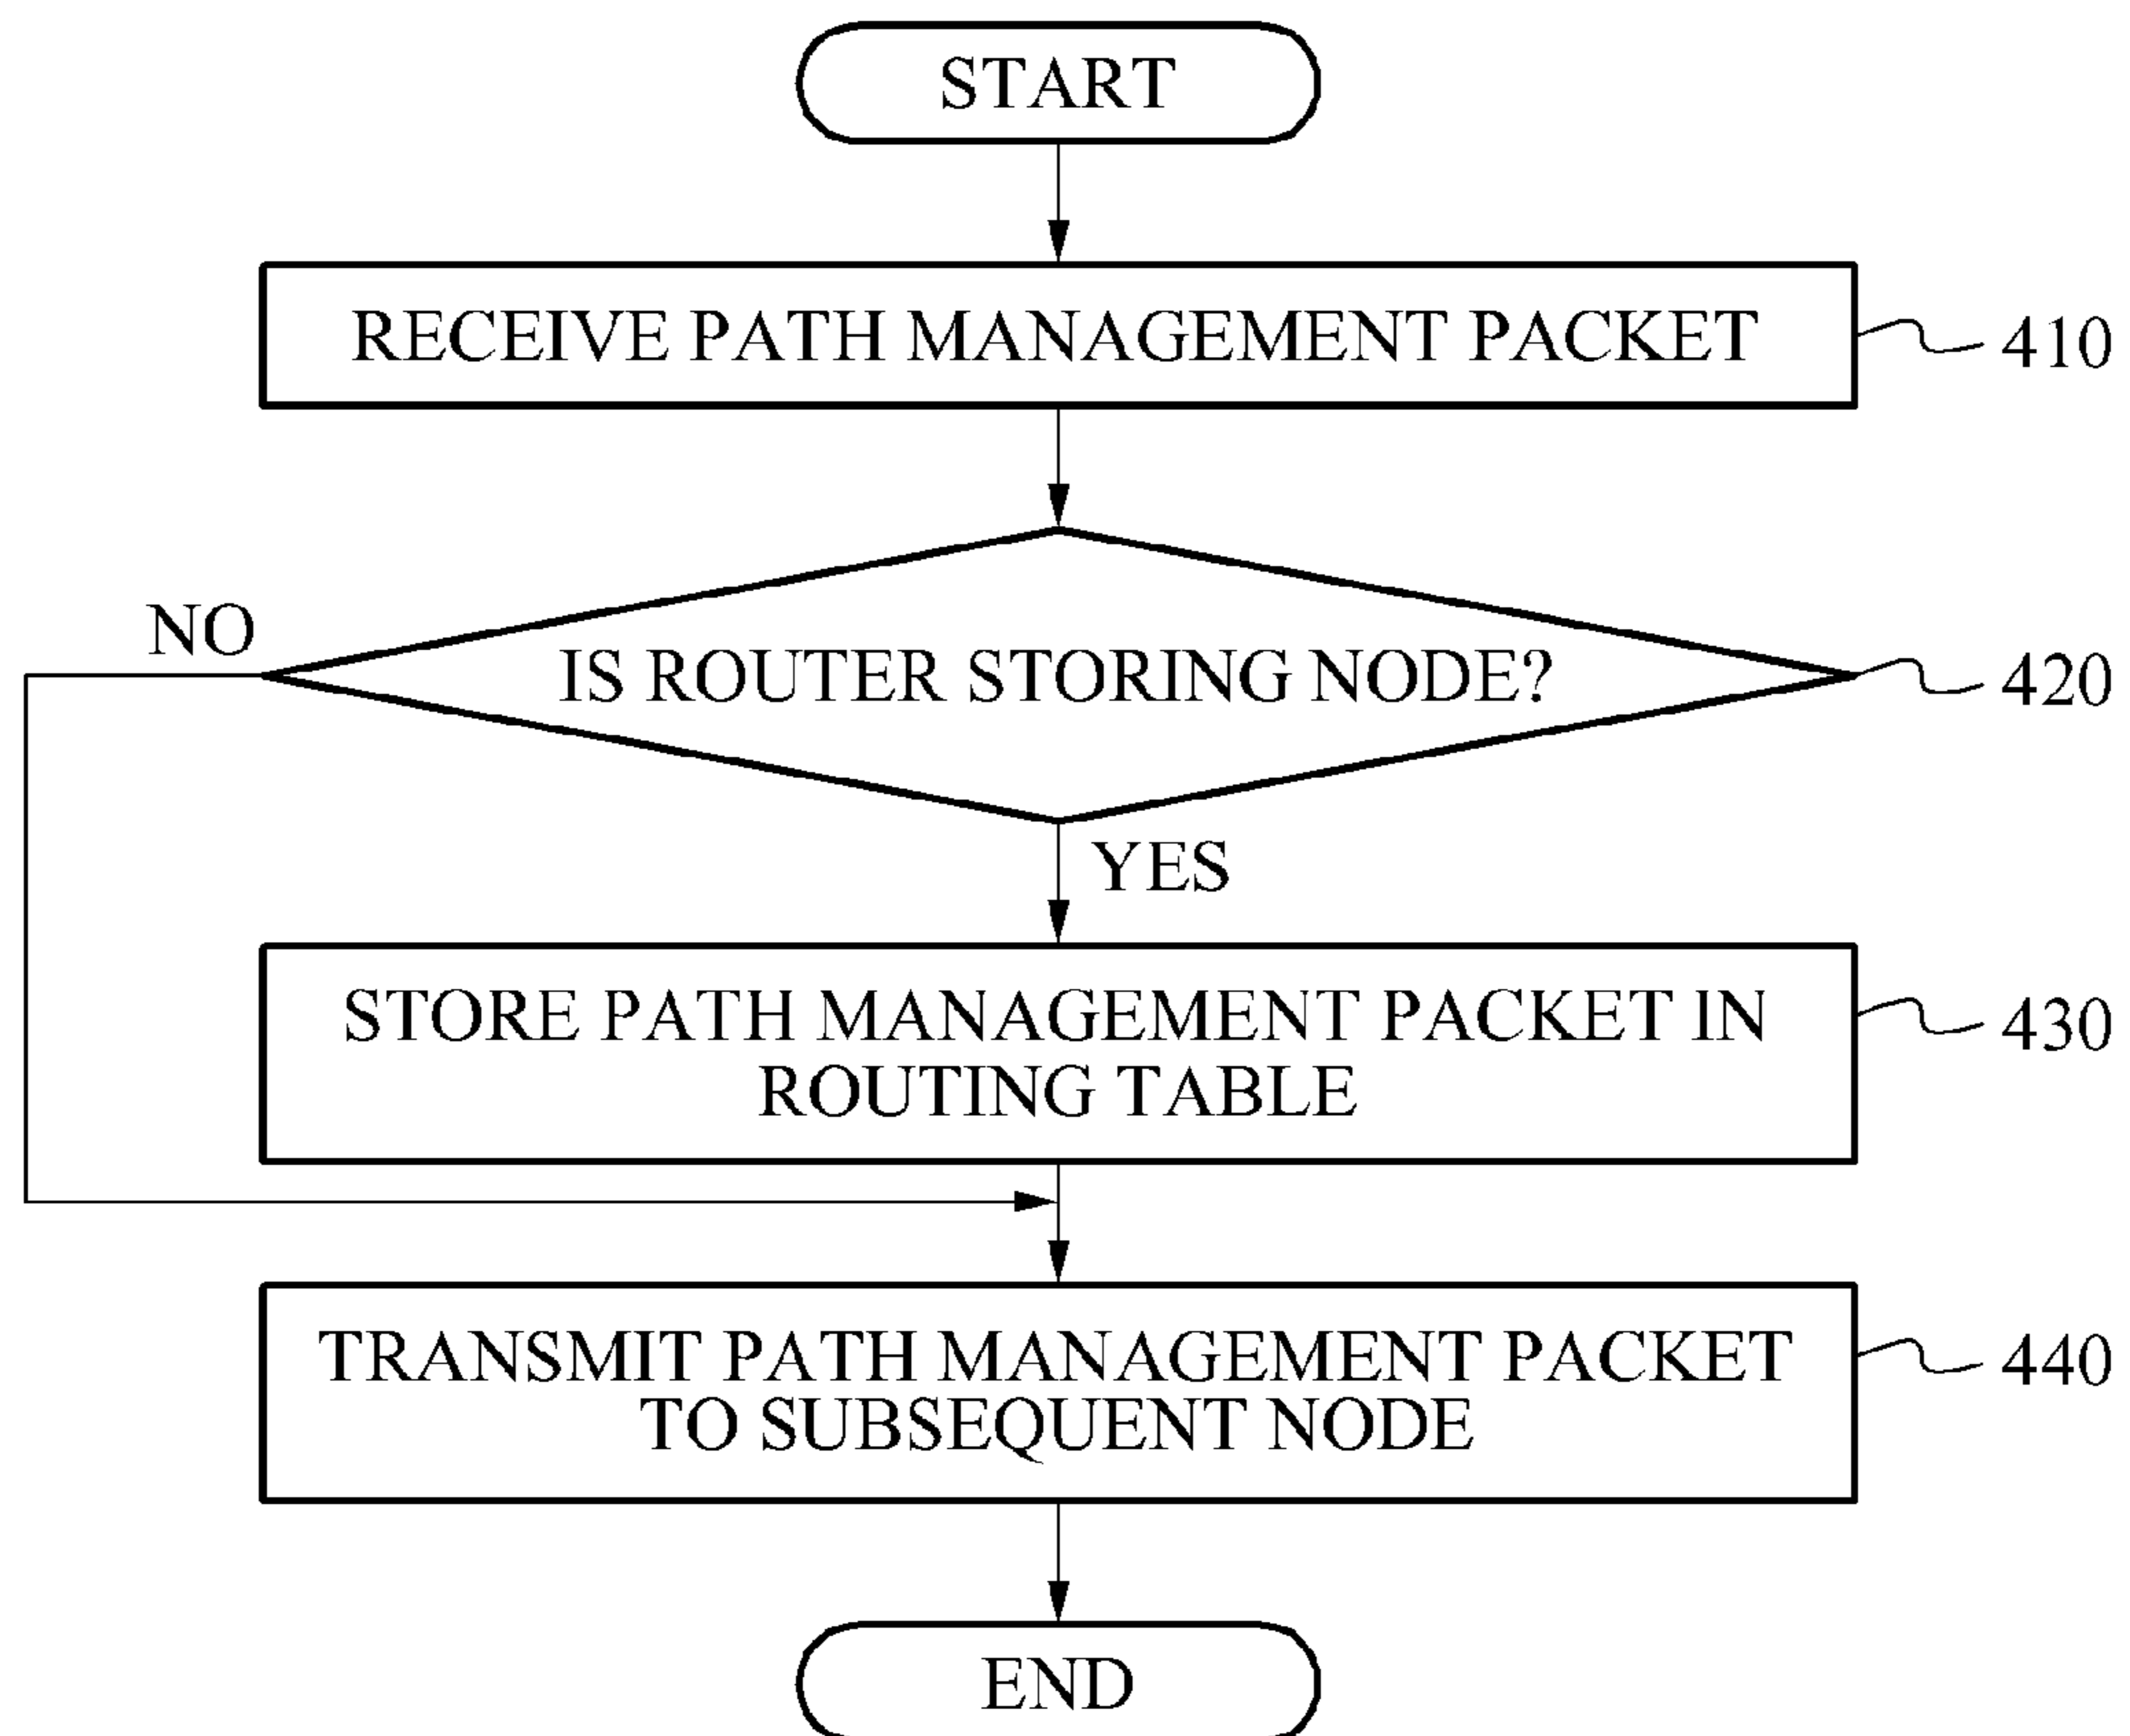 START
RECEIVE PATH MANAGEMENT PACKET
410
NO
IS ROUTER STORING NODE?
420
YES
STORE PATH MANAGEMENT PACKET IN
ROUTING TABLE
430
TRANSMIT PATH MANAGEMENT PACKET
TO SUBSEQUENT NODE
440
END